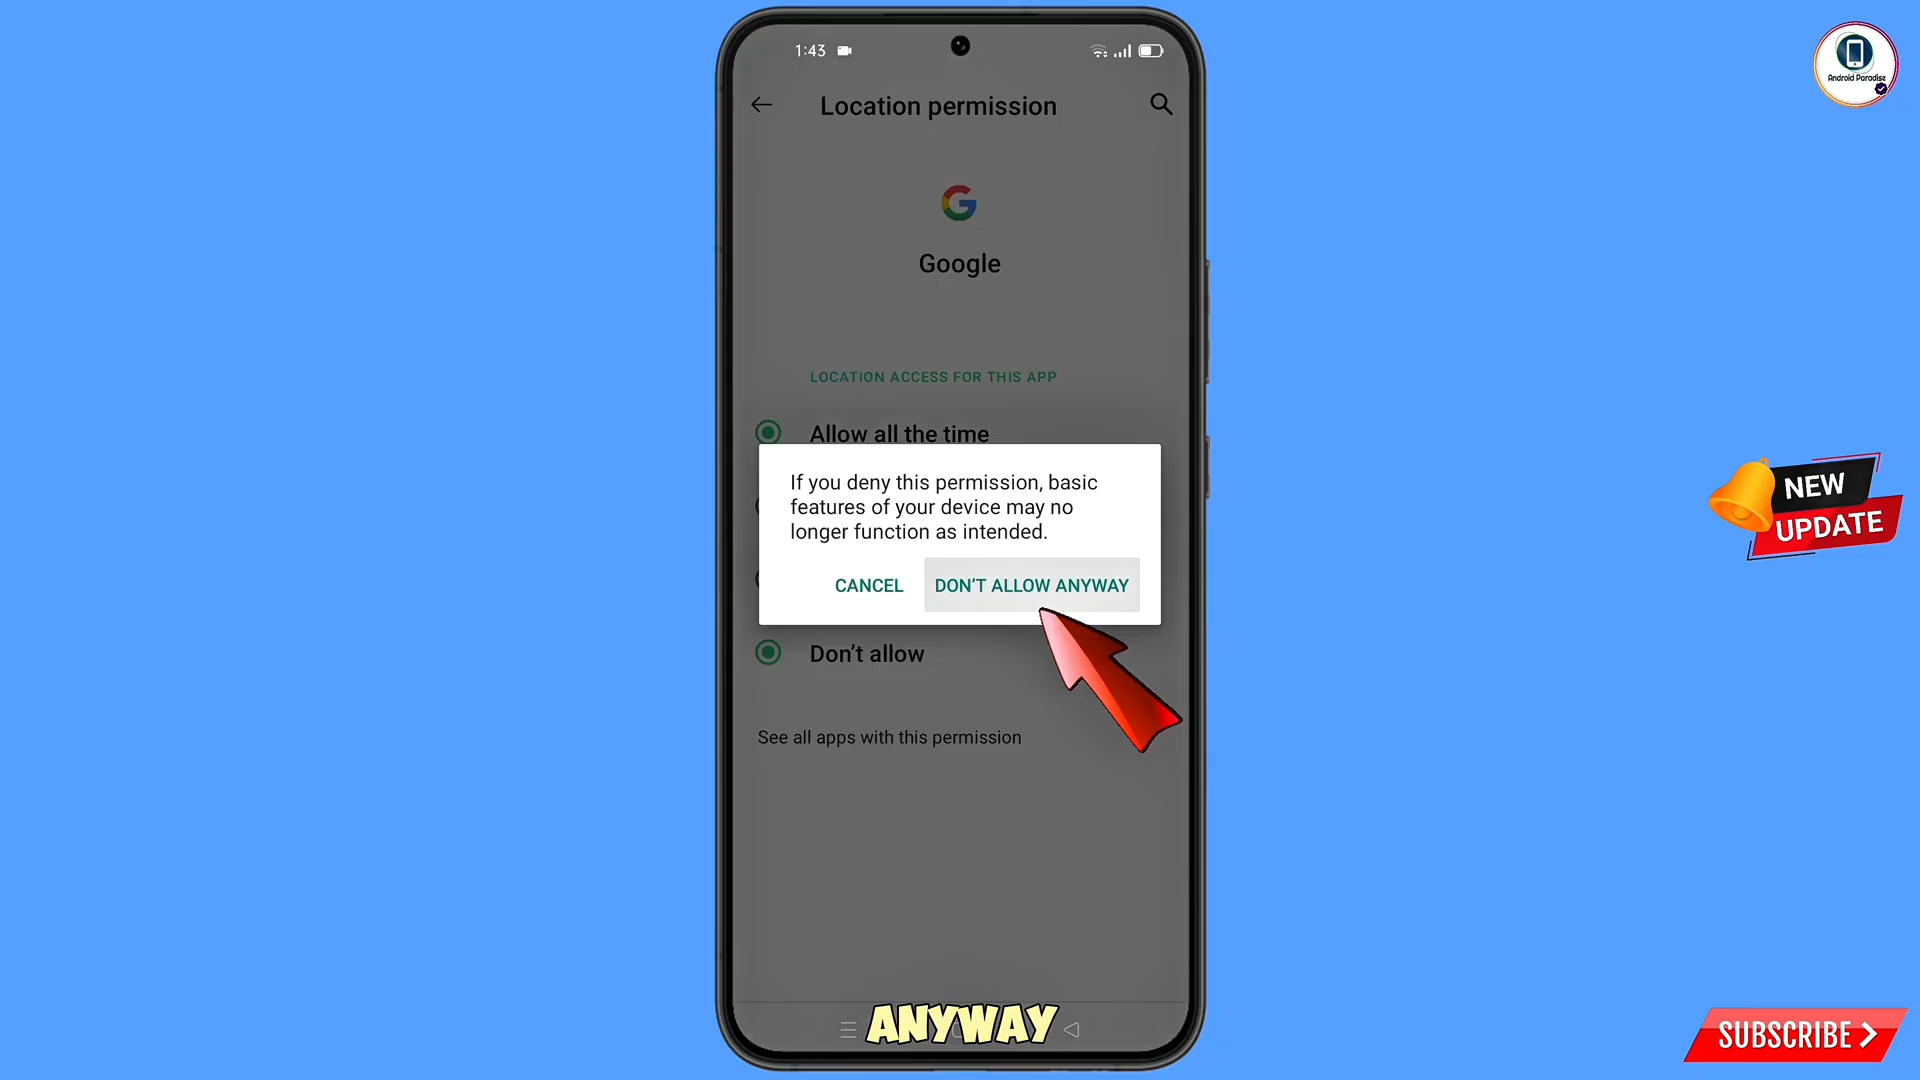 1:43
Android Paradise
Location permission
Google
LOCATION ACCESS FOR THIS APP
Allow all the time
If you deny this permission, basic
features of your device may no
longer function as intended.
CANCEL
DON'T ALLOW ANYWAY
NEW
UPDATE
Don't allow
See all apps with this permission
ANYWAY
SUBSCRIBE